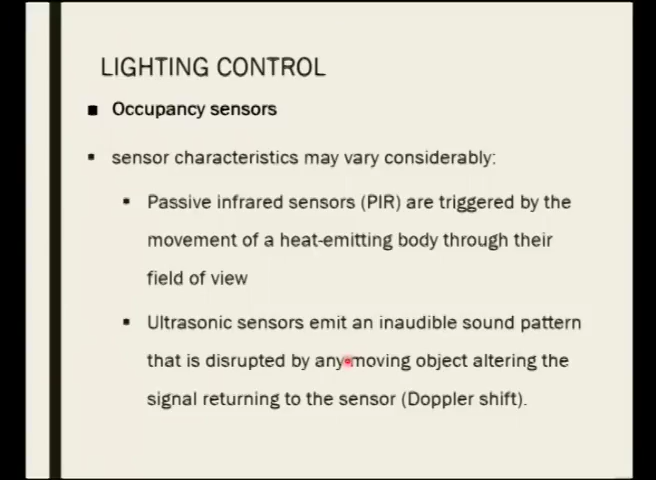 LIGHTING CONTROL
Occupancy sensors
sensor characteristics may vary considerably:
Passive infrared sensors (PIR) are triggered by the
movement of a heat-emitting body through their
field of view
Ultrasonic sensors emit an inaudible sound pattern
that is disrupted by any moving object altering the
signal returning to the sensor (Doppler shift).